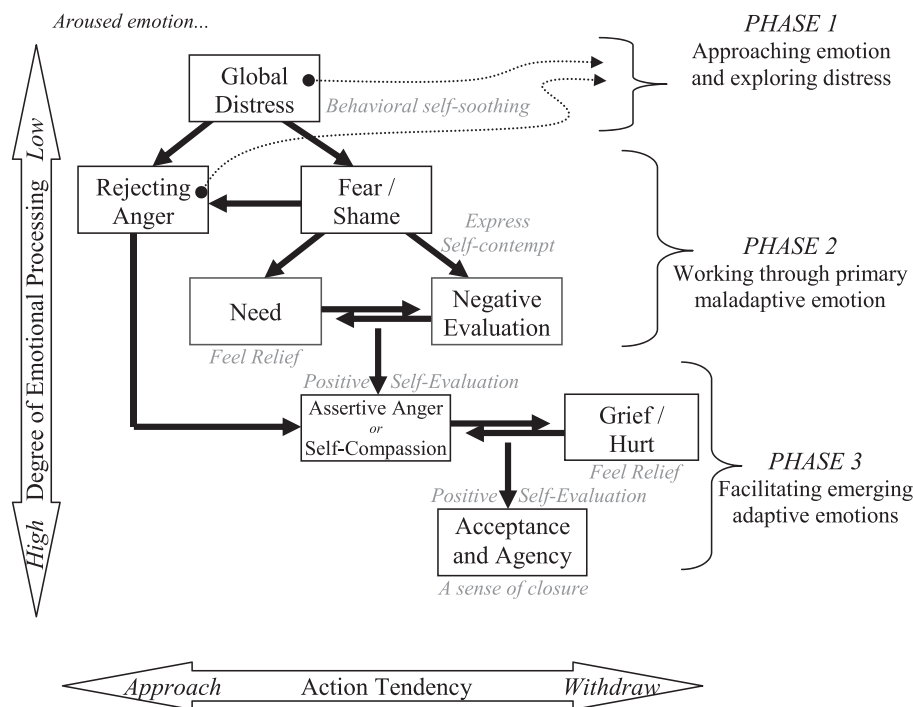 Aroused emotion...
PHASE 1
Approaching emotion
and exploring distress
Global
Distress
Behavioral self-soothing
Low
Degree of Emotional Processing
High
Rejecting
Anger
Fear /
Shame
Express
Self-contempt
PHASE 2
Working through primary
maladaptive emotion
Need
Negative
Evaluation
Feel Relief
Positive Self-Evaluation
Assertive Anger
or
Self-Compassion
Grief /
Hurt
Feel Relief
PHASE 3
Facilitating emerging
adaptive emotions
Positive Self-Evaluation
Acceptance
and Agency
A sense of closure
Approach Action Tendency Withdraw